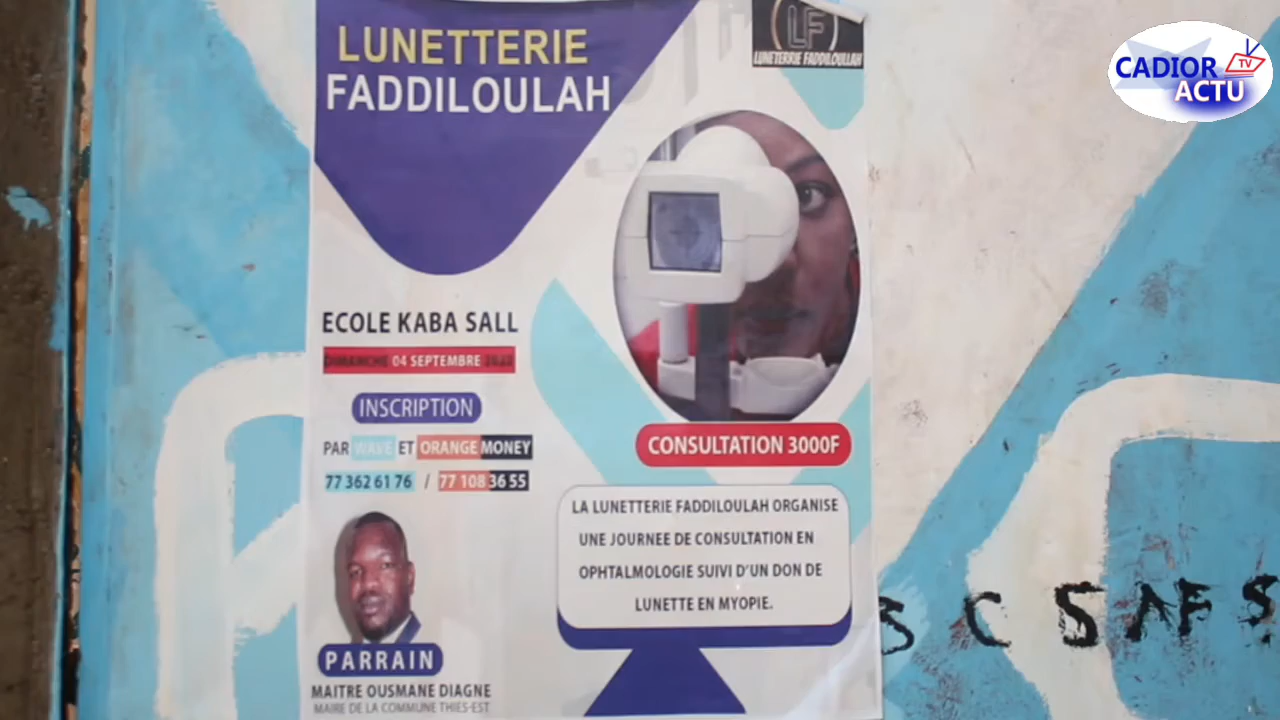 LUNETTERIE
FADDILOULAH
LF
LUNETERRIE FADDILOULLAH
CADIOR
TV
ACTU
ECOLE KABA SALL
DIMANCHE 04 SEPTEMBRE
INSCRIPTION
PAR WAVE ET ORANGE MONEY
77 362 61 76 / 77 108 36 55
CONSULTATION 3000F
LA LUNETTERIE FADDILOULAH ORGANISE
UNE JOURNEE DE CONSULTATION EN
OPHTALMOLOGIE SUIVI D'UN DON DE
LUNETTE EN MYOPIE.
PARRAIN
MAITRE OUSMANE DIAGNE
MAIRE DE LA COMMUNE THIES-EST